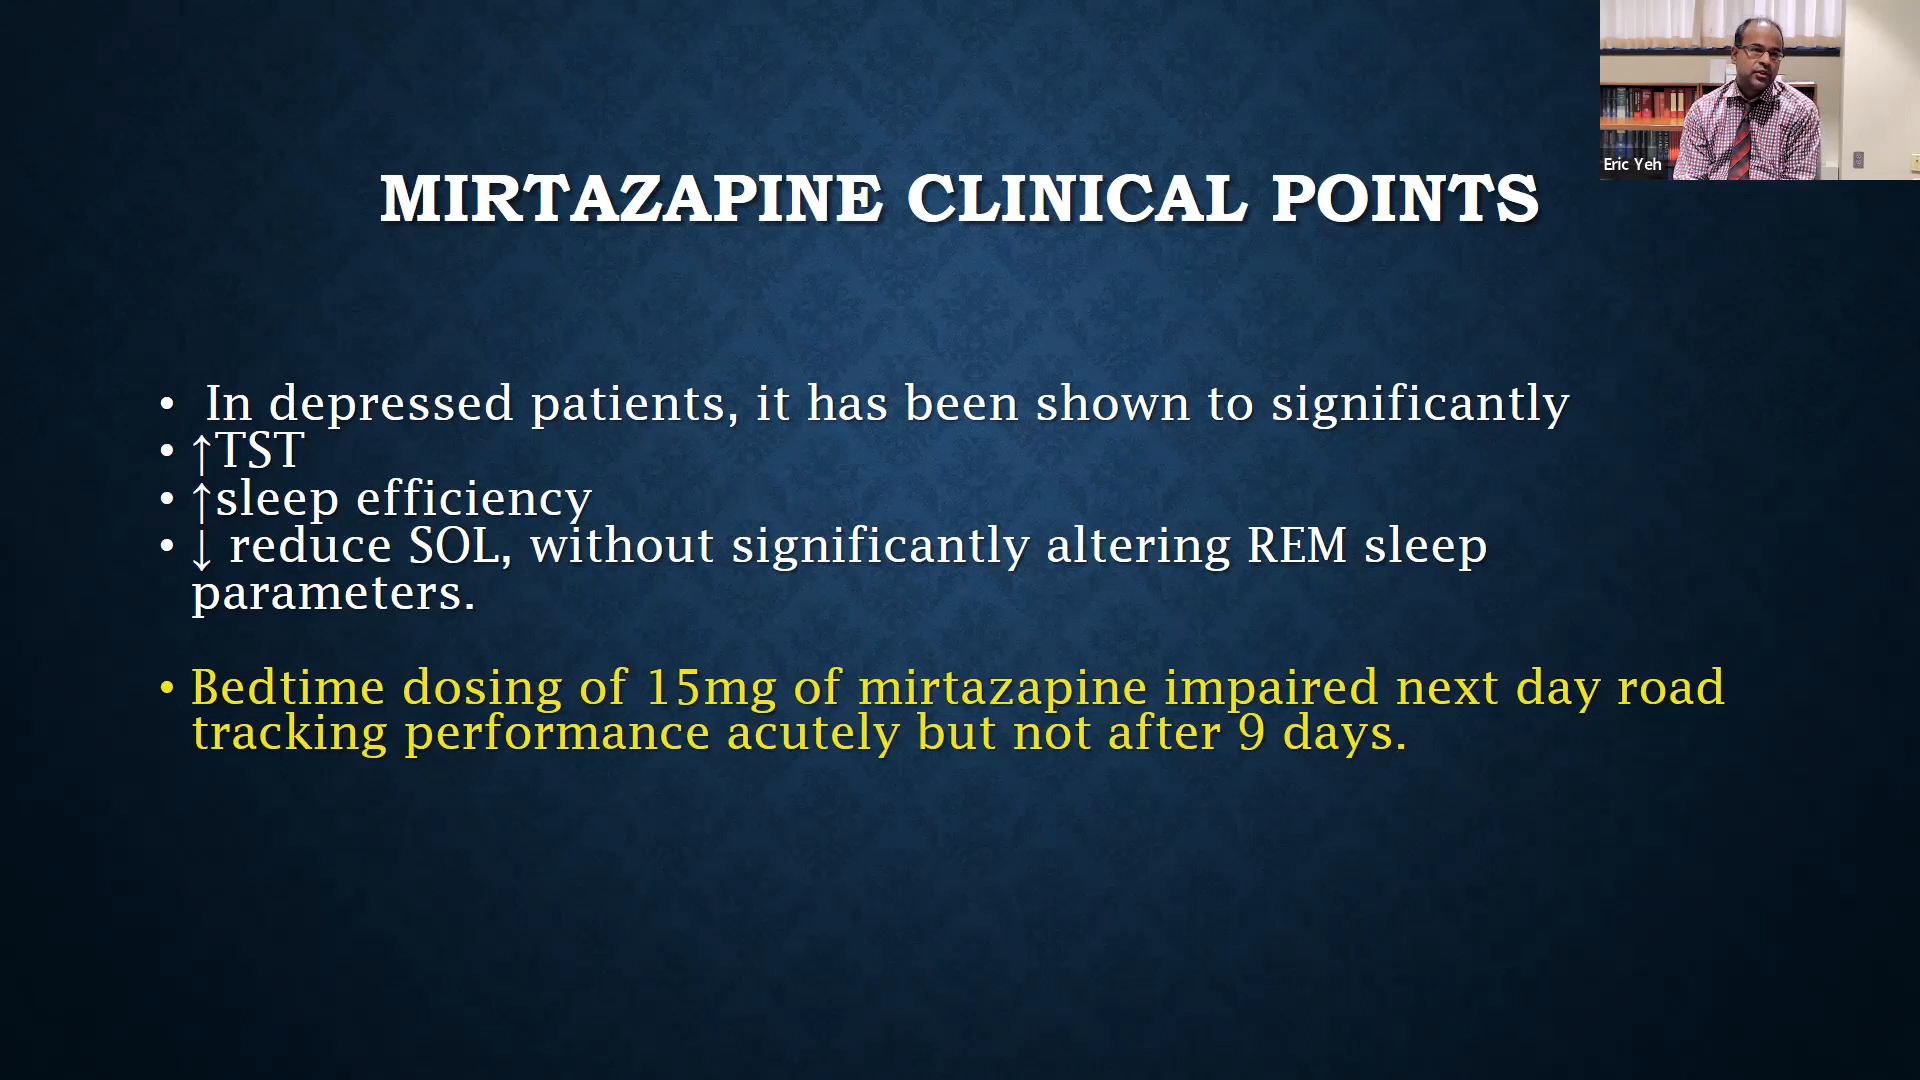 Eric Yeh
MIRTAZAPINE CLINICAL POINTS
• In depressed patients, it has been shown to significantly
• ↑TST
• ↑sleep efficiency
• ↓ reduce SOL, without significantly altering REM sleep
parameters.
• Bedtime dosing of 15mg of mirtazapine impaired next day road
tracking performance acutely but not after 9 days.